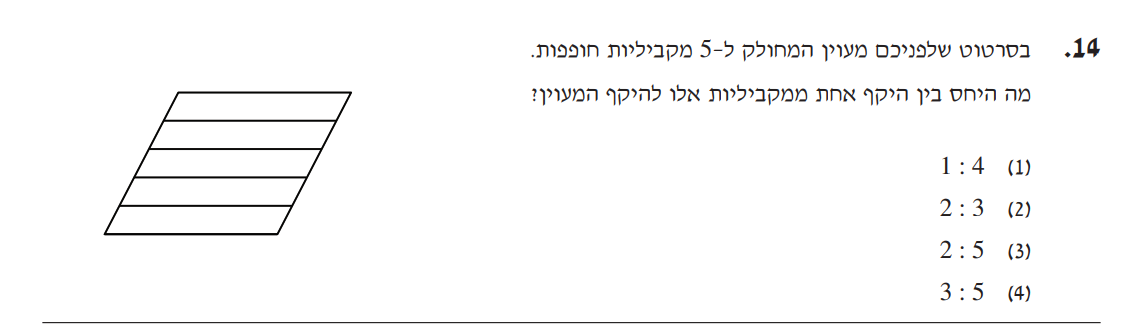 14. בסרטוט שלפניכם מעוין המחולק ל-5 מקביליות חופפות.
מה היחס בין היקף אחת ממקביליות אלו להיקף המעוין?
(1) 1 : 4
(2) 2 : 3
(3) 2 : 5
(4) 3 : 5